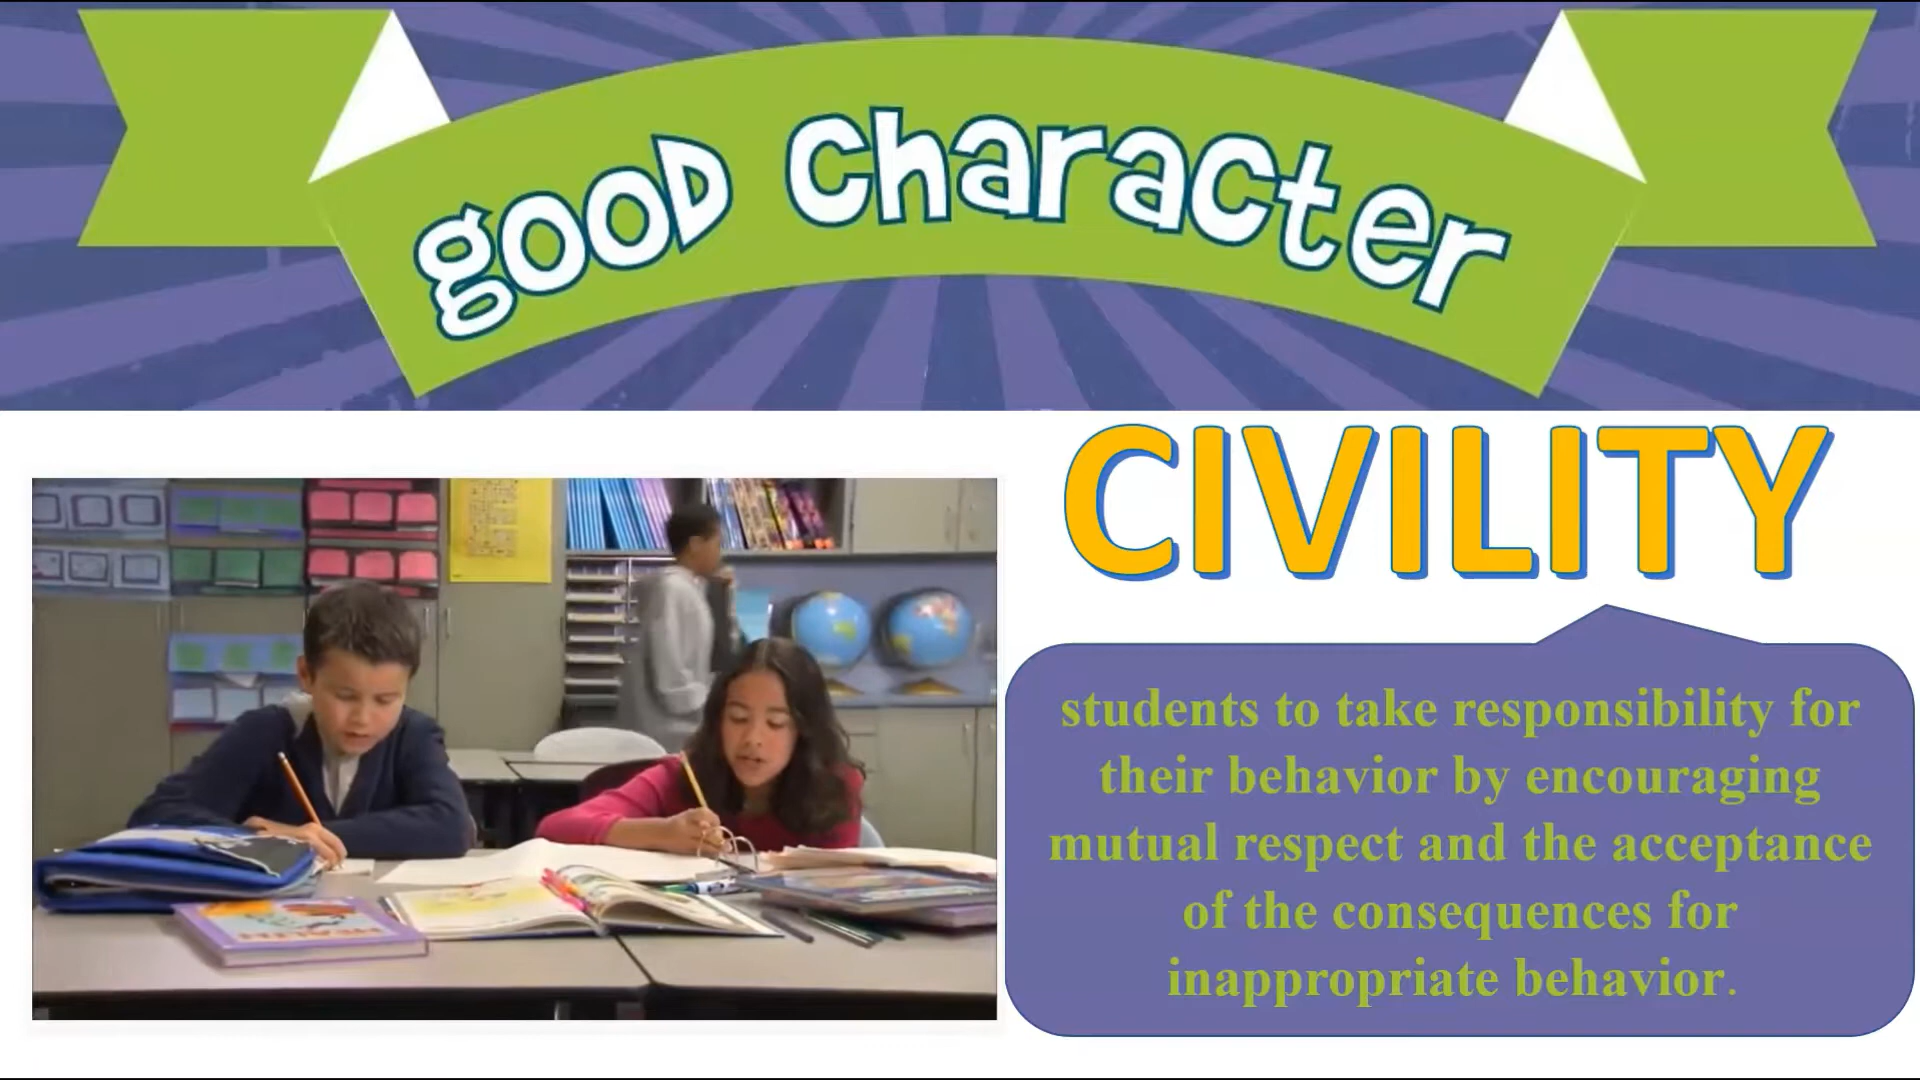 good character
CIVILITY
students to take responsibility for
their behavior by encouraging
mutual respect and the acceptance
of the consequences for
inappropriate behavior.